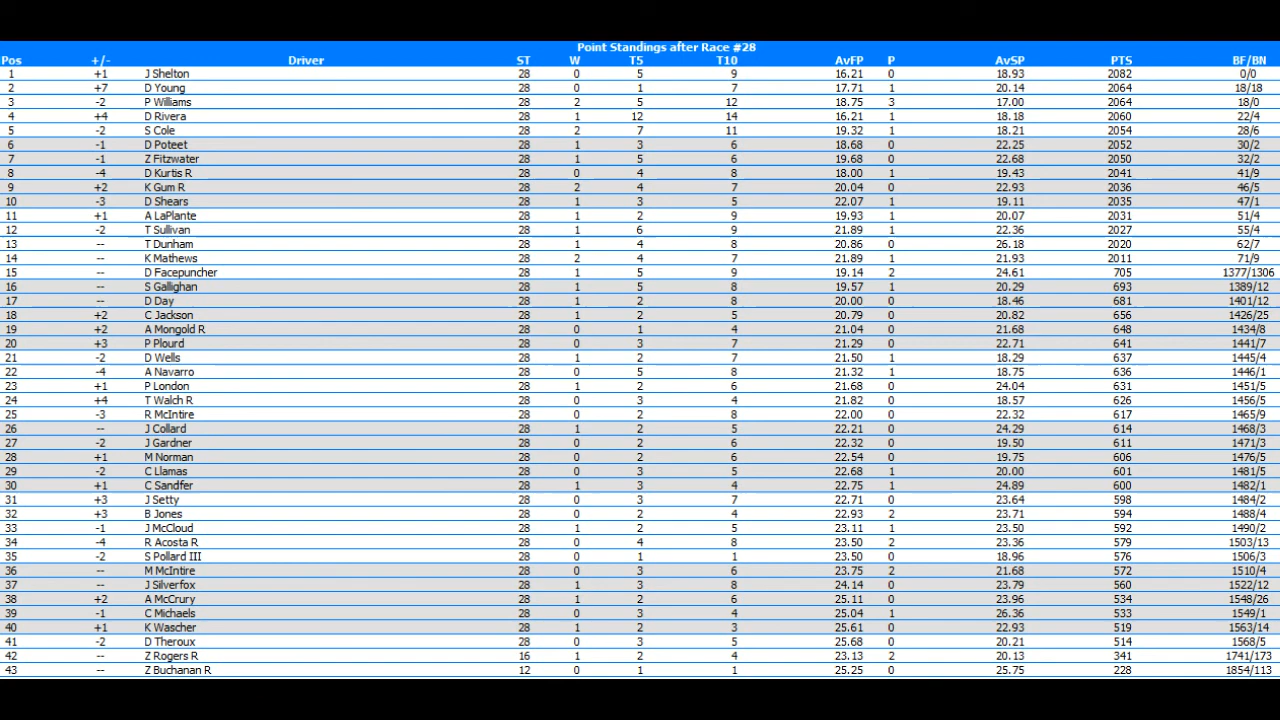 Point Standings after Race #28
Pos +/- Driver ST W T5 T10 AvFP P AvSP PTS BF/BN
1 +1 J Shelton 28 0 5 9 16.21 0 18.93 2082 0/0
2 +7 D Young 28 0 1 7 17.71 1 20.14 2064 18/18
3 -2 P Williams 28 2 5 12 18.75 3 17.00 2064 18/0
4 +4 D Rivera 28 1 12 14 16.21 1 18.18 2060 22/4
5 -2 S Cole 28 2 7 11 19.32 1 18.21 2054 28/6
6 -1 D Poteet 28 1 3 6 18.68 0 22.25 2052 30/2
7 -1 Z Fitzwater 28 1 5 6 19.68 0 22.68 2050 32/2
8 -4 D Kurtis R 28 0 4 8 18.00 1 19.43 2041 41/9
9 +2 K Gum R 28 2 4 7 20.04 0 22.93 2036 46/5
10 -3 D Shears 28 1 3 5 22.07 1 19.11 2035 47/1
11 +1 A LaPlante 28 1 2 9 19.93 1 20.07 2031 51/4
12 -2 T Sullivan 28 1 6 9 21.89 1 22.36 2027 55/4
13 -- T Dunham 28 1 4 8 20.86 0 26.18 2020 62/7
14 -- K Mathews 28 2 4 7 21.89 1 21.93 2011 71/9
15 -- D Facepuncher 28 1 5 9 19.14 2 24.61 705 1377/1306
16 -- S Gallighan 28 1 5 8 19.57 1 20.29 693 1389/12
17 -- D Day 28 1 2 8 20.00 0 18.46 681 1401/12
18 +2 C Jackson 28 1 2 5 20.79 0 20.82 656 1426/25
19 +2 A Mongold R 28 0 1 4 21.04 0 21.68 648 1434/8
20 +3 P Plourd 28 0 3 7 21.29 0 22.71 641 1441/7
21 -2 D Wells 28 1 2 7 21.50 1 18.29 637 1445/4
22 -4 A Navarro 28 0 5 8 21.32 1 18.75 636 1446/1
23 +1 P London 28 1 2 6 21.68 0 24.04 631 1451/5
24 +4 T Walch R 28 0 3 4 21.82 0 18.57 626 1456/5
25 -3 R McIntire 28 0 2 8 22.00 0 22.32 617 1465/9
26 -- J Collard 28 1 2 5 22.21 0 24.29 614 1468/3
27 -2 J Gardner 28 0 2 6 22.32 0 19.50 611 1471/3
28 +1 M Norman 28 0 2 6 22.54 0 19.75 606 1476/5
29 -2 C Llamas 28 0 3 5 22.68 1 20.00 601 1481/5
30 +1 C Sandfer 28 1 3 4 22.75 1 24.89 600 1482/1
31 +3 J Setty 28 0 3 7 22.71 0 23.64 598 1484/2
32 +3 B Jones 28 0 2 4 22.93 2 23.71 594 1488/4
33 -1 J McCloud 28 1 2 5 23.11 1 23.50 592 1490/2
34 -4 R Acosta R 28 0 4 8 23.50 2 23.36 579 1503/13
35 -2 S Pollard III 28 0 1 1 23.50 0 18.96 576 1506/3
36 -- M McIntire 28 0 3 6 23.75 2 21.68 572 1510/4
37 -- J Silverfox 28 1 3 8 24.14 0 23.79 560 1522/12
38 +2 A McCrury 28 1 2 6 25.11 0 23.96 534 1548/26
39 -1 C Michaels 28 0 3 4 25.04 1 26.36 533 1549/1
40 +1 K Wascher 28 1 2 3 25.61 0 22.93 519 1563/14
41 -2 D Theroux 28 0 3 5 25.68 0 20.21 514 1568/5
42 -- Z Rogers R 16 1 2 4 23.13 2 20.13 341 1741/173
43 -- Z Buchanan R 12 0 1 1 25.25 0 25.75 228 1854/113